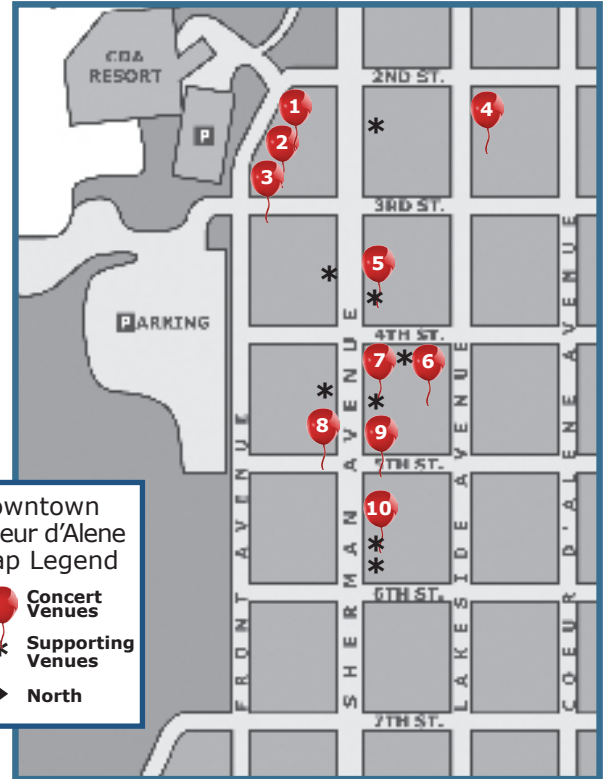 CDA
RESORT
P
2ND ST.
1
2
3
4
3RD ST.
5
PARKING
4TH ST.
7
6
8
9
5TH ST.
10
6TH ST.
7TH ST.
FRONT AVENUE
SHERMAN AVENUE
LAKESIDE AVENUE
COEUR D'ALENE AVENUE
owntown
eur d’Alene
ap Legend
Concert
Venues
Supporting
Venues
North